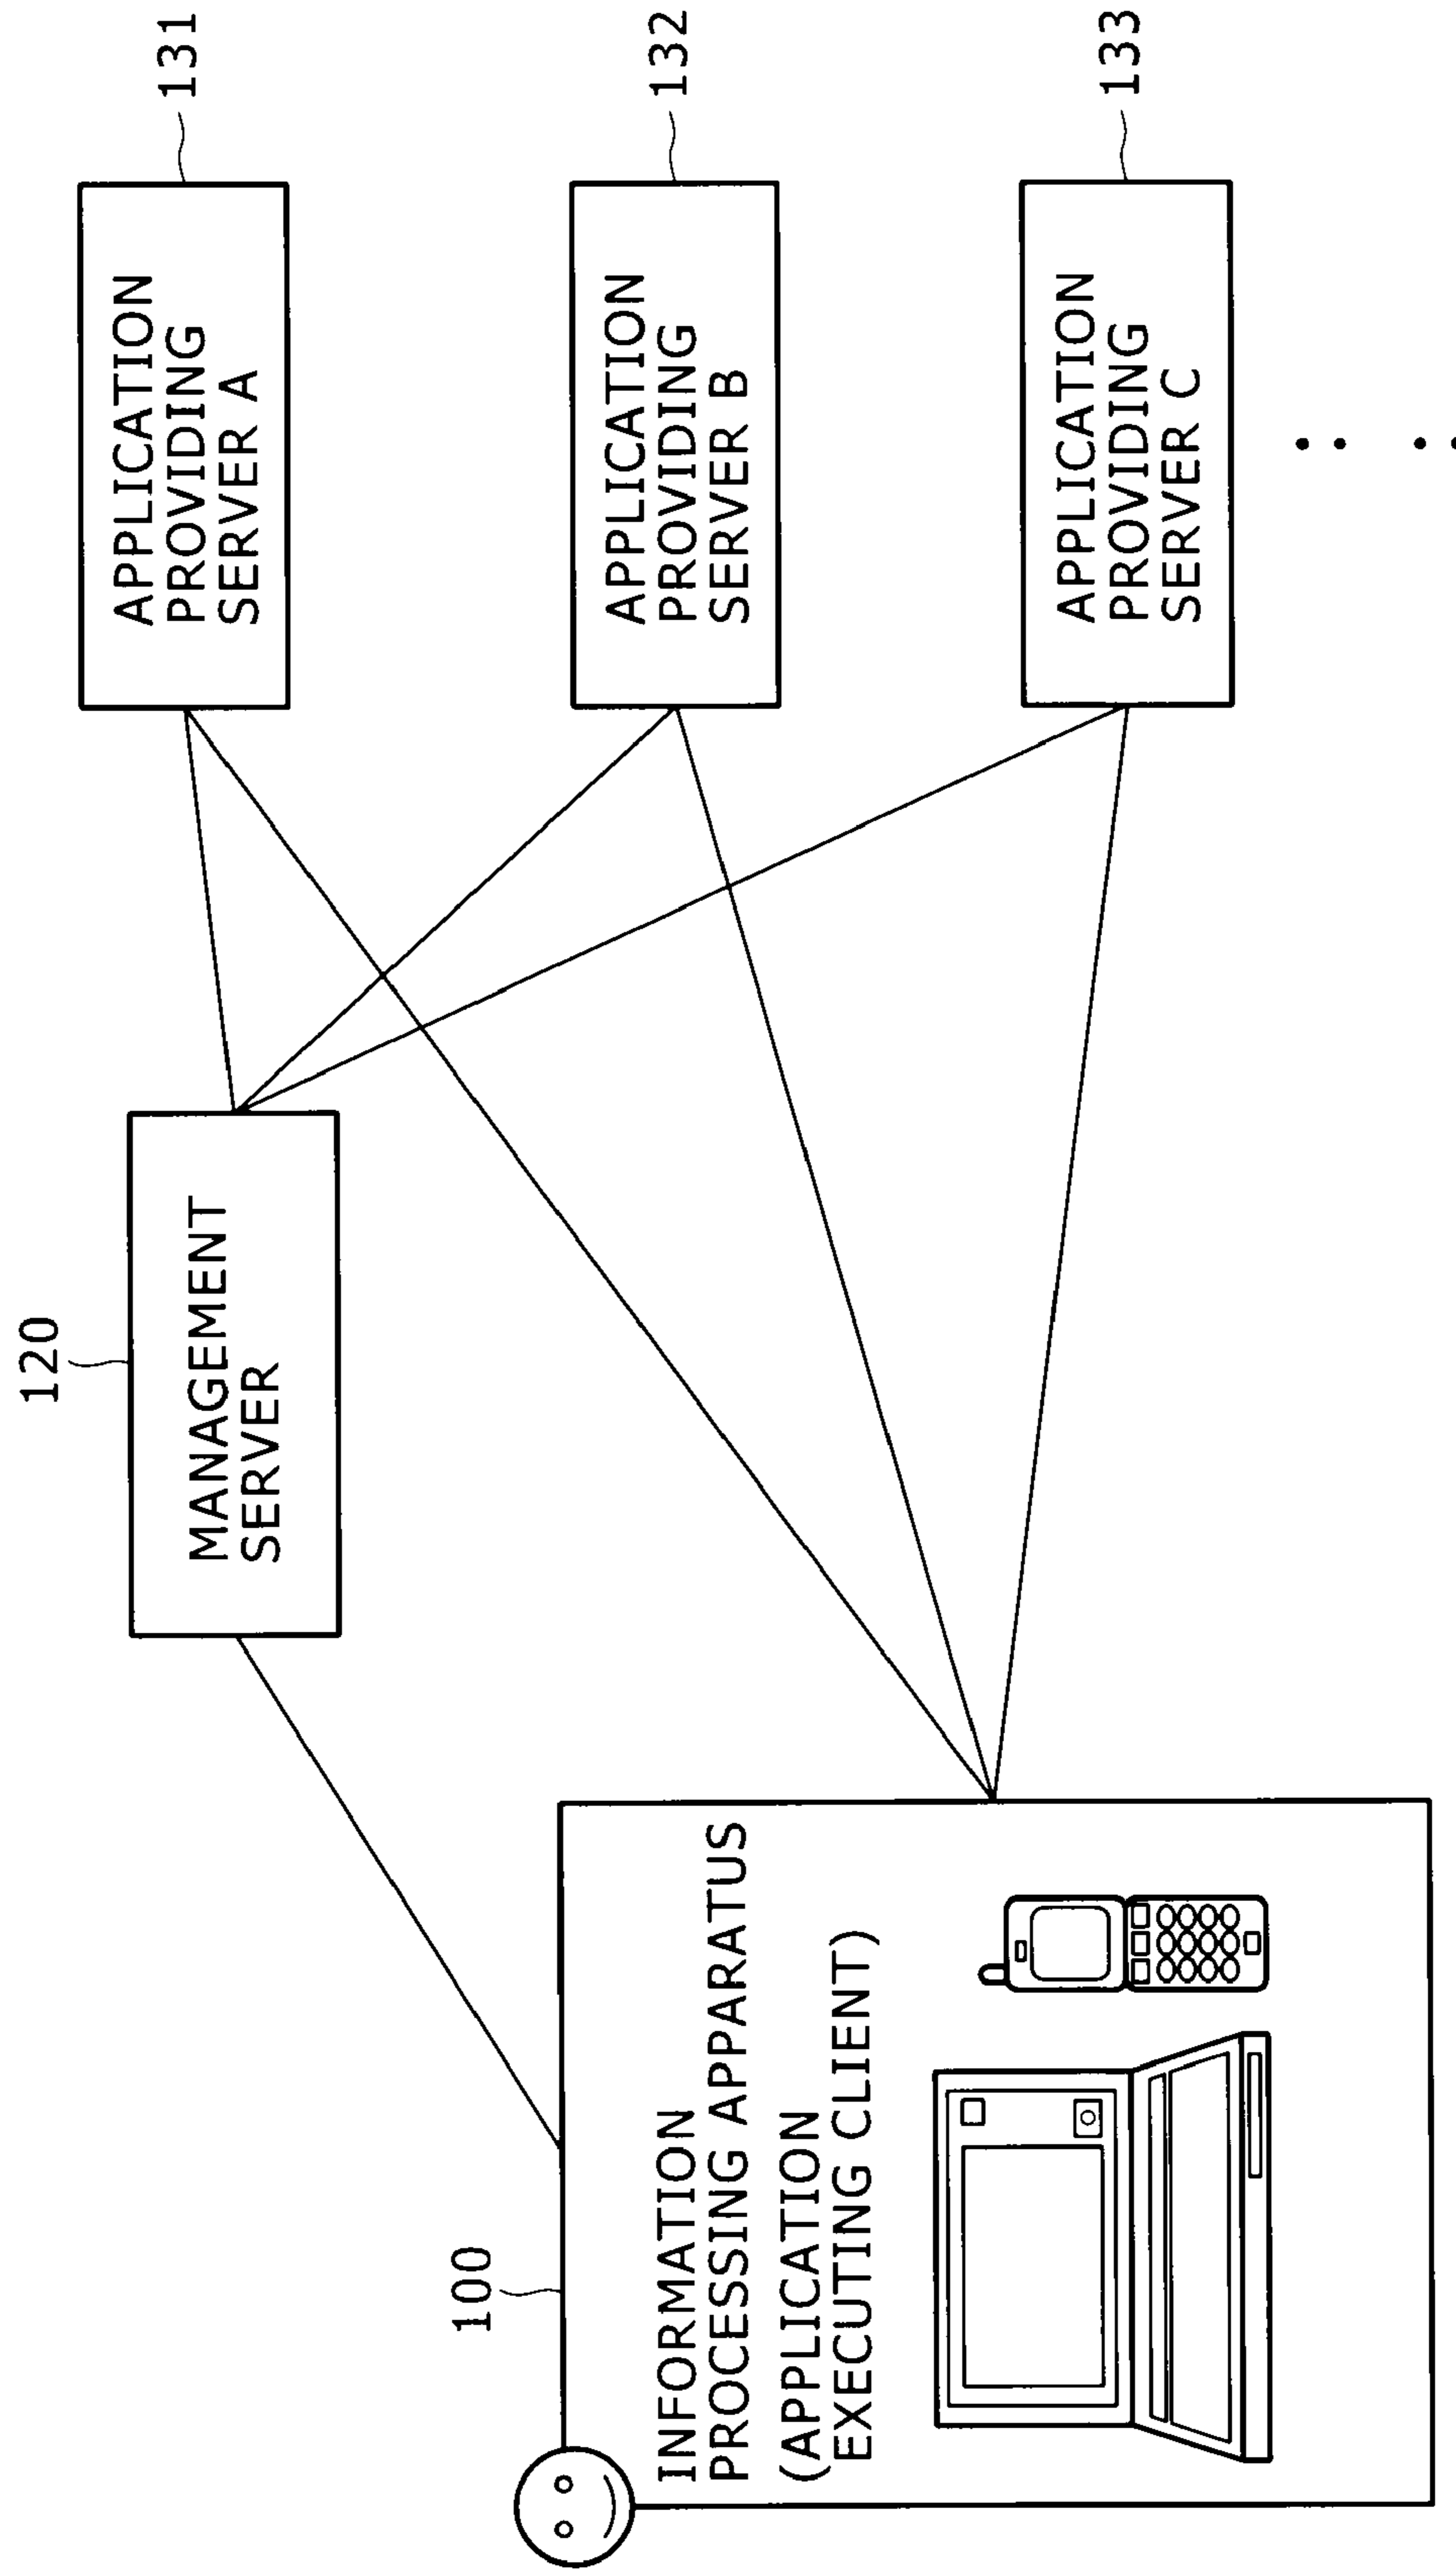 120
MANAGEMENT
SERVER
APPLICATION
PROVIDING
SERVER A
131
100
INFORMATION
PROCESSING APPARATUS
(APPLICATION
EXECUTING CLIENT)
APPLICATION
PROVIDING
SERVER B
132
APPLICATION
PROVIDING
SERVER C
133